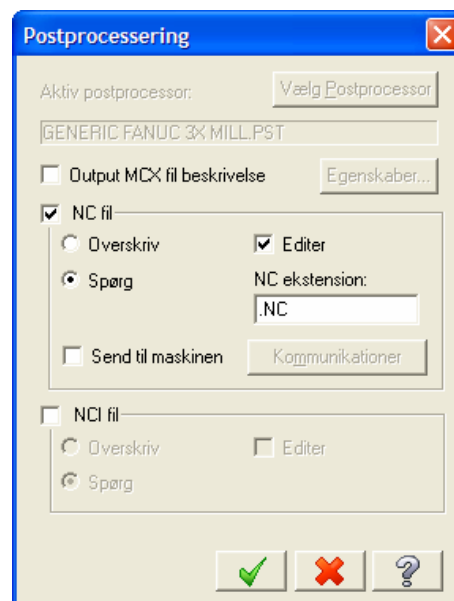 Postprocessering
Aktiv postprocessor:
Vælg Postprocessor
GENERIC FANUC 3X MILL.PST
Output MCX fil beskrivelse
Egenskaber...
NC fil
Overskriv
Editer
Spørg
NC ekstension:
.NC
Send til maskinen
Kommunikationer
NCI fil
Overskriv
Editer
Spørg